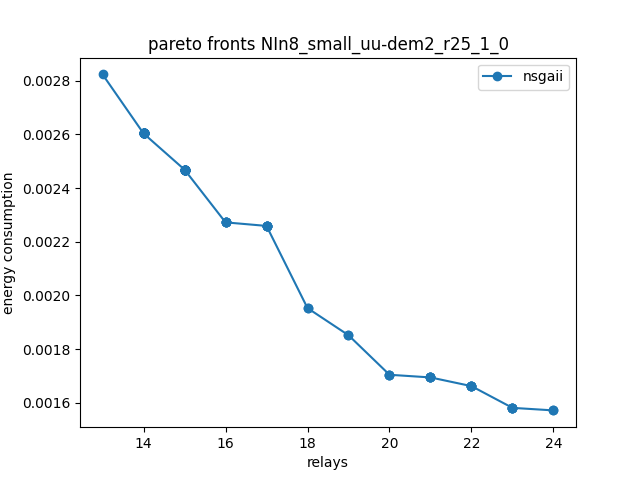 pareto fronts NIn8_small_uu-dem2_r25_1_0
nsgaii
energy consumption
0.0028
0.0026
0.0024
0.0022
0.0020
0.0018
0.0016
14 16 18 20 22 24
relays